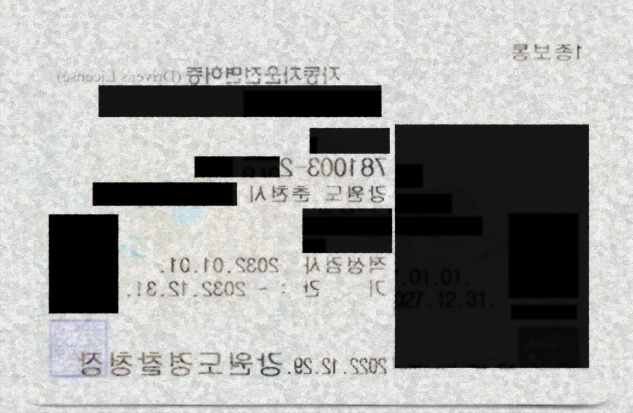 1종보통
자동차운전면허증 (Drivers License)
781003-2
강원도 춘천시
적성검사 2032.01.01.
기 간 : ~ 2032.12.31.
.01.01.
027.12.31.
2022.12.29. 강원도경찰청장